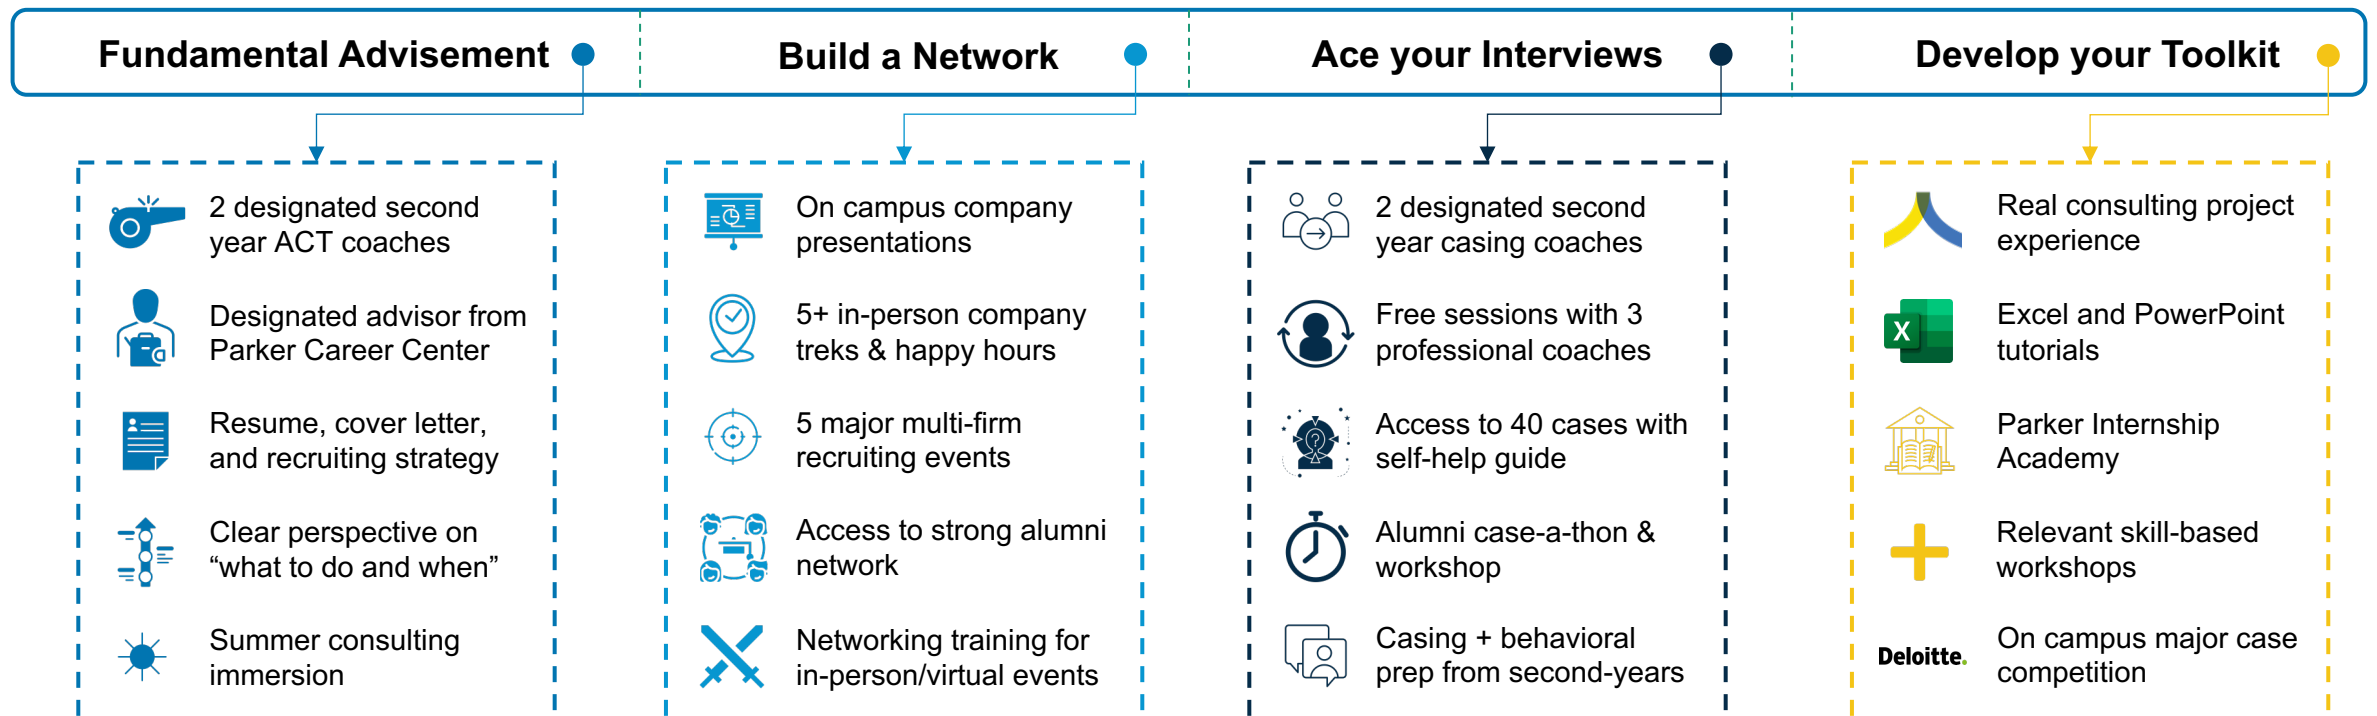 Fundamental Advisement
Build a Network
Ace your Interviews
Develop your Toolkit
2 designated second
year ACT coaches
Designated advisor from
Parker Career Center
Resume, cover letter,
and recruiting strategy
Clear perspective on
“what to do and when”
Summer consulting
immersion
On campus company
presentations
5+ in-person company
treks & happy hours
5 major multi-firm
recruiting events
Access to strong alumni
network
Networking training for
in-person/virtual events
2 designated second
year casing coaches
Free sessions with 3
professional coaches
?
Access to 40 cases with
self-help guide
Alumni case-a-thon &
workshop
Casing + behavioral
prep from second-years
Real consulting project
experience
X
Excel and PowerPoint
tutorials
Parker Internship
Academy
Relevant skill-based
workshops
Deloitte.
On campus major case
competition